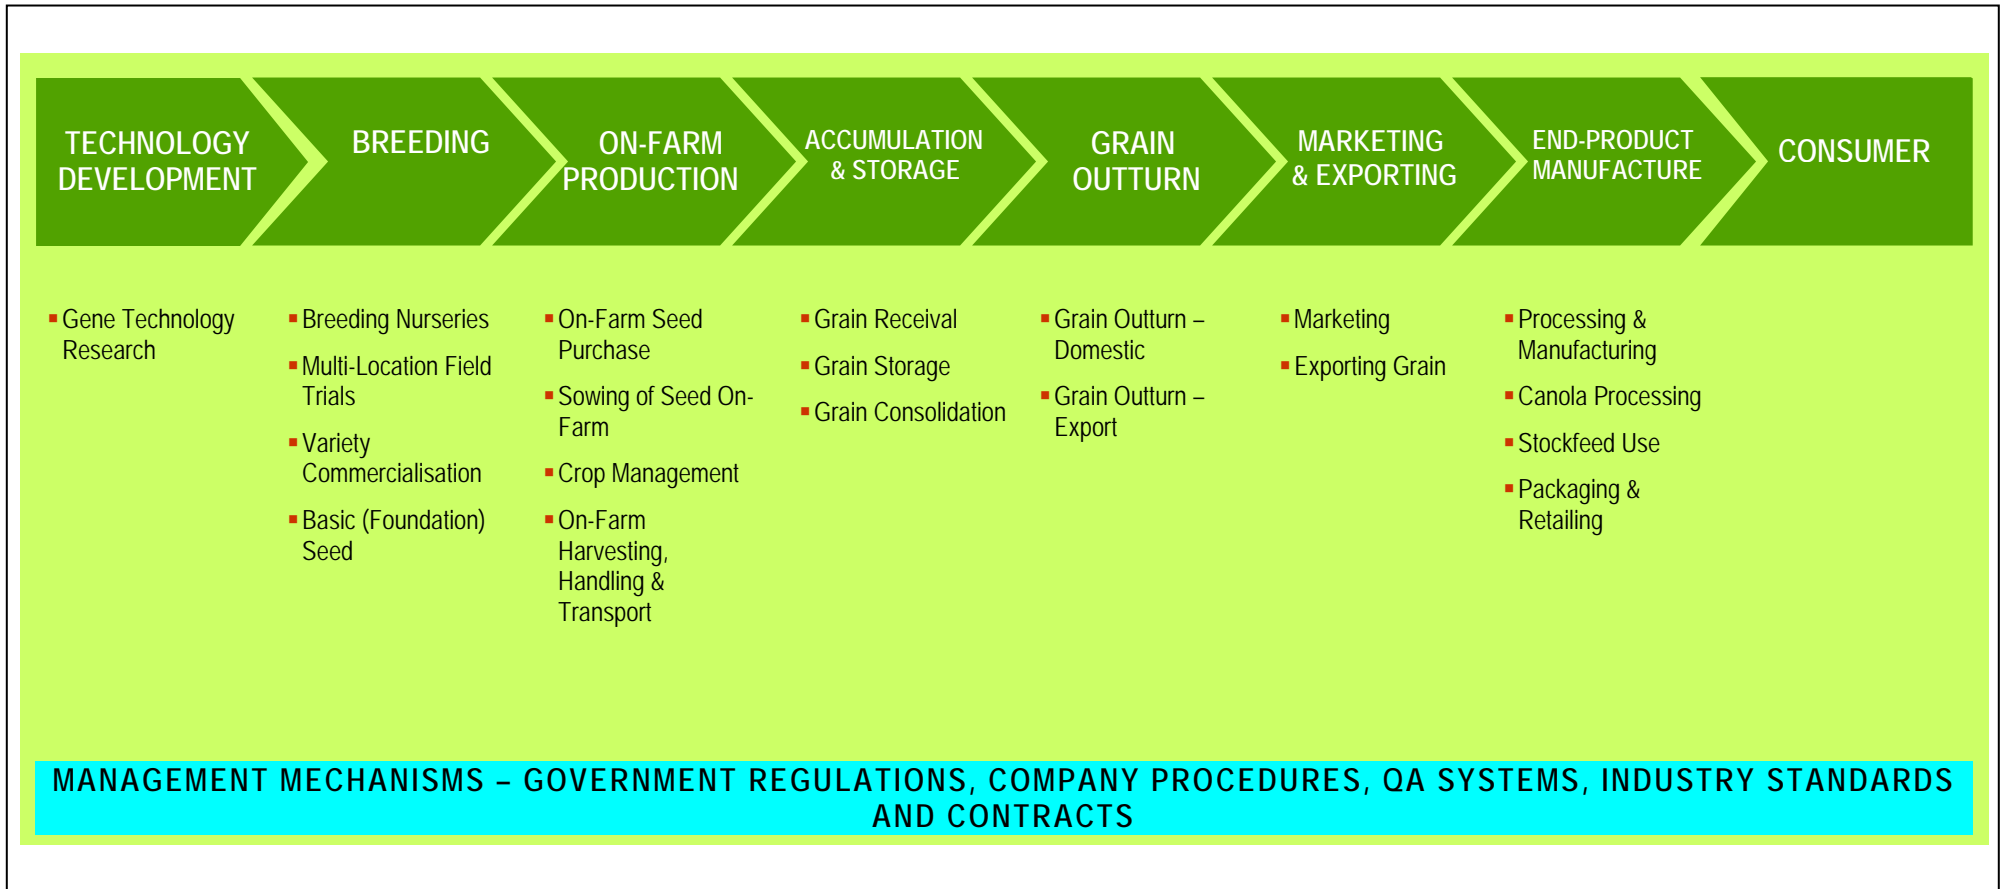 TECHNOLOGY
DEVELOPMENT
BREEDING
ON-FARM
PRODUCTION
ACCUMULATION
& STORAGE
GRAIN
OUTTURN
MARKETING
& EXPORTING
END-PRODUCT
MANUFACTURE
CONSUMER
▪ Gene Technology
Research
▪ Breeding Nurseries
▪ Multi-Location Field
Trials
▪ Variety
Commercialisation
▪ Basic (Foundation)
Seed
▪ On-Farm Seed
Purchase
▪ Sowing of Seed On-
Farm
▪ Crop Management
▪ On-Farm
Harvesting,
Handling &
Transport
▪ Grain Receival
▪ Grain Storage
▪ Grain Consolidation
▪ Grain Outturn –
Domestic
▪ Grain Outturn –
Export
▪ Marketing
▪ Exporting Grain
▪ Processing &
Manufacturing
▪ Canola Processing
▪ Stockfeed Use
▪ Packaging &
Retailing
MANAGEMENT MECHANISMS – GOVERNMENT REGULATIONS, COMPANY PROCEDURES, QA SYSTEMS, INDUSTRY STANDARDS
AND CONTRACTS